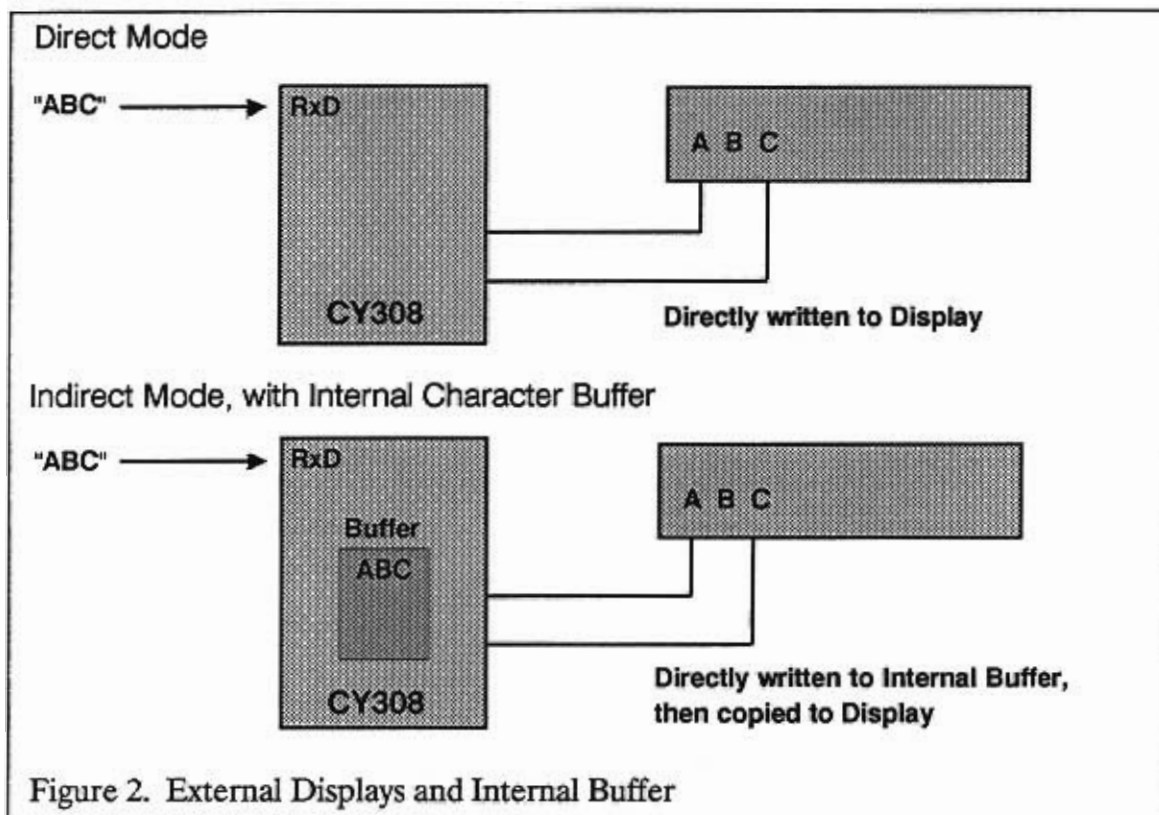 Direct Mode
"ABC"
RxD
A B C
CY308
Directly written to Display
Indirect Mode, with Internal Character Buffer
"ABC"
RxD
Buffer
ABC
A B C
CY308
Directly written to Internal Buffer,
then copied to Display
Figure 2. External Displays and Internal Buffer